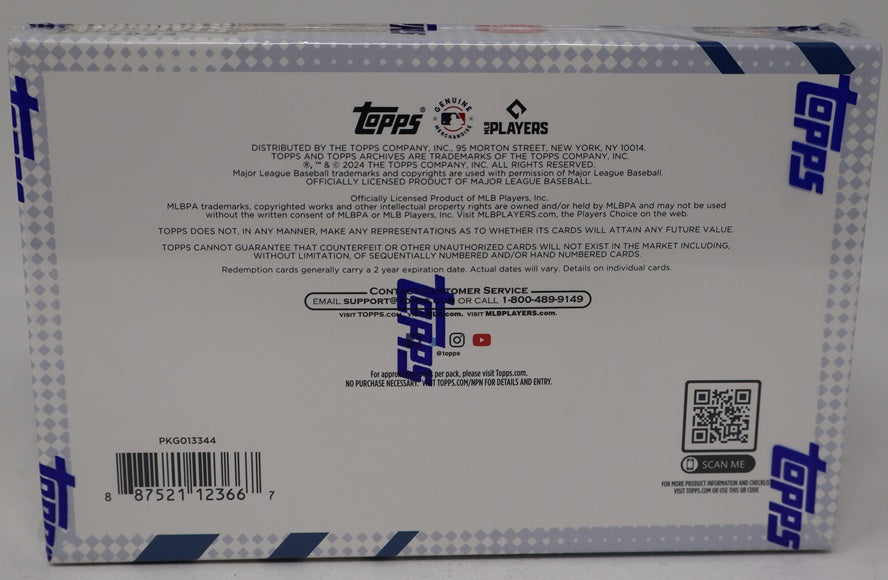 TOPPS® GENUINE MERCHANDISE MLB PLAYERS
DISTRIBUTED BY THE TOPPS COMPANY, INC., 95 MORTON STREET, NEW YORK, NY 10014.
TOPPS AND TOPPS ARCHIVES ARE TRADEMARKS OF THE TOPPS COMPANY, INC.
®, ™ & © 2024 THE TOPPS COMPANY, INC. ALL RIGHTS RESERVED.
Major League Baseball trademarks and copyrights are used with permission of Major League Baseball.
OFFICIALLY LICENSED PRODUCT OF MAJOR LEAGUE BASEBALL.
Officially Licensed Product of MLB Players, Inc.
MLBPA trademarks, copyrighted works and other intellectual property rights are owned and/or held by MLBPA and may not be used
without the written consent of MLBPA or MLB Players, Inc. Visit MLBPLAYERS.com, the Players Choice on the web.
TOPPS DOES NOT, IN ANY MANNER, MAKE ANY REPRESENTATIONS AS TO WHETHER ITS CARDS WILL ATTAIN ANY FUTURE VALUE.
TOPPS CANNOT GUARANTEE THAT COUNTERFEIT OR OTHER UNAUTHORIZED CARDS WILL NOT EXIST IN THE MARKET INCLUDING,
WITHOUT LIMITATION, OF SEQUENTIALLY NUMBERED AND/OR HAND NUMBERED CARDS.
Redemption cards generally carry a 2 year expiration date. Actual dates will vary. Details on individual cards.
CONTACT CUSTOMER SERVICE
EMAIL SUPPORT@ OR CALL 1-800-489-9149
VISIT TOPPS.COM. VISIT MLBPLAYERS.com.
@topps
For per pack, please visit Topps.com.
NO PURCHASE NECESSARY. VISIT TOPPS.COM/NPN FOR DETAILS AND ENTRY.
TOPPS
TOPPS
TOPPS
TOPPS
TOPPS
PKG013344
8 87521 12366 7
SCAN ME
FOR MORE PRODUCT INFORMATION AND CHECKLIST
VISIT TOPPS.COM OR USE THIS QR CODE